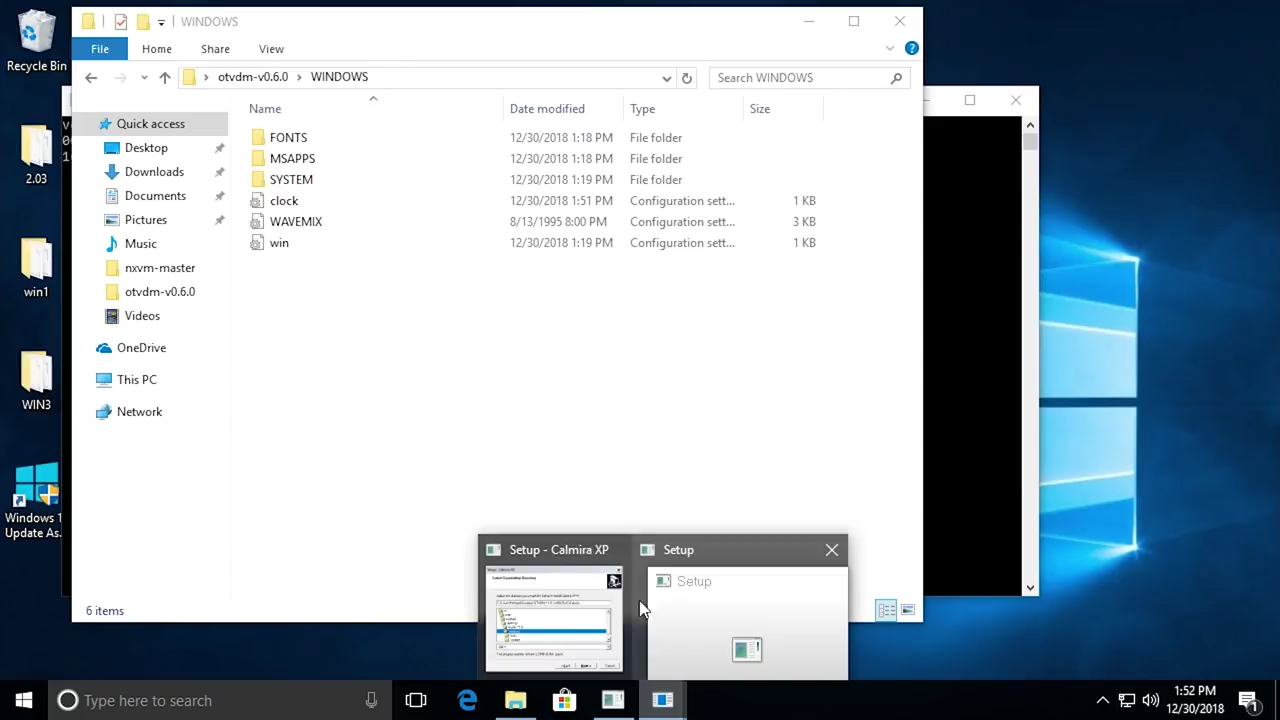 WINDOWS
File Home Share View
otvdm-v0.6.0 WINDOWS
Search WINDOWS
Name Date modified Type Size
Quick access
Desktop
Downloads
Documents
Pictures
Music
nxvm-master
otvdm-v0.6.0
Videos
OneDrive
This PC
Network
FONTS 12/30/2018 1:18 PM File folder
MSAPPS 12/30/2018 1:18 PM File folder
SYSTEM 12/30/2018 1:19 PM File folder
clock 12/30/2018 1:51 PM Configuration sett... 1 KB
WAVEMIX 8/13/1995 8:00 PM Configuration sett... 3 KB
win 12/30/2018 1:19 PM Configuration sett... 1 KB
6 items
Recycle Bin
2.03
win1
WIN3
Windows 1
Update As.
Setup - Calmira XP
Setup
Setup
Type here to search
1:52 PM
12/30/2018
1